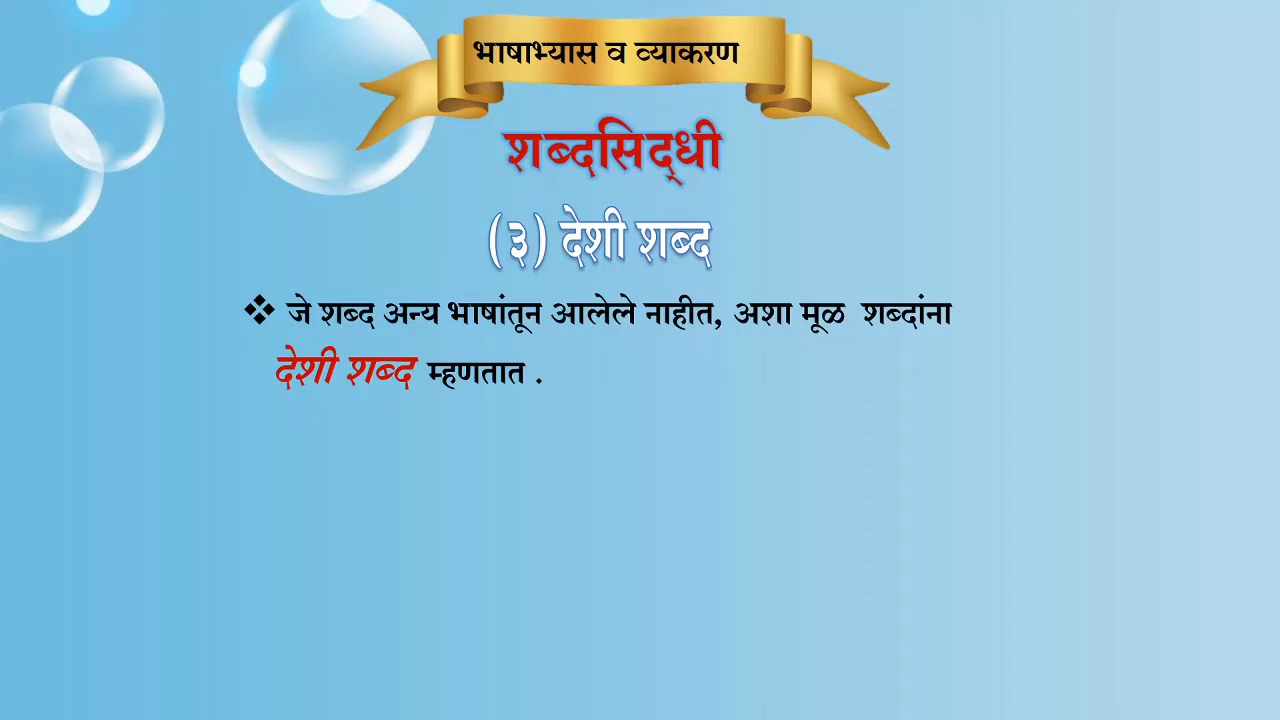 भाषाभ्यास व व्याकरण
शब्दसिद्‌धी
(३) देशी शब्द
❖ जे शब्द अन्य भाषांतून आलेले नाहीत, अशा मूळ शब्दांना
देशी शब्द म्हणतात .